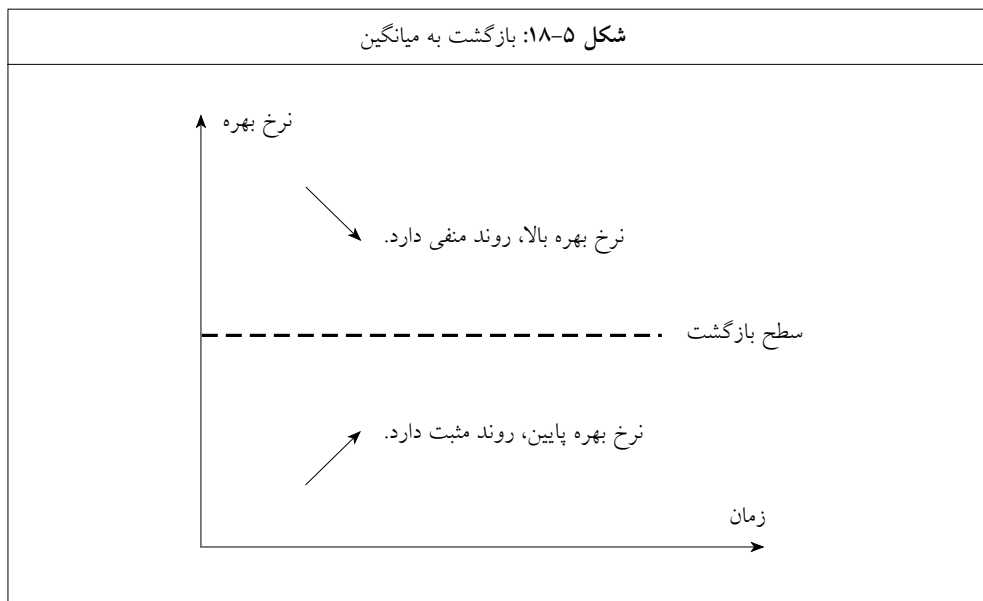 شکل ۵-۱۸: بازگشت به میانگین
نرخ بهره
نرخ بهره بالا، روند منفی دارد.
سطح بازگشت
نرخ بهره پایین، روند مثبت دارد.
زمان